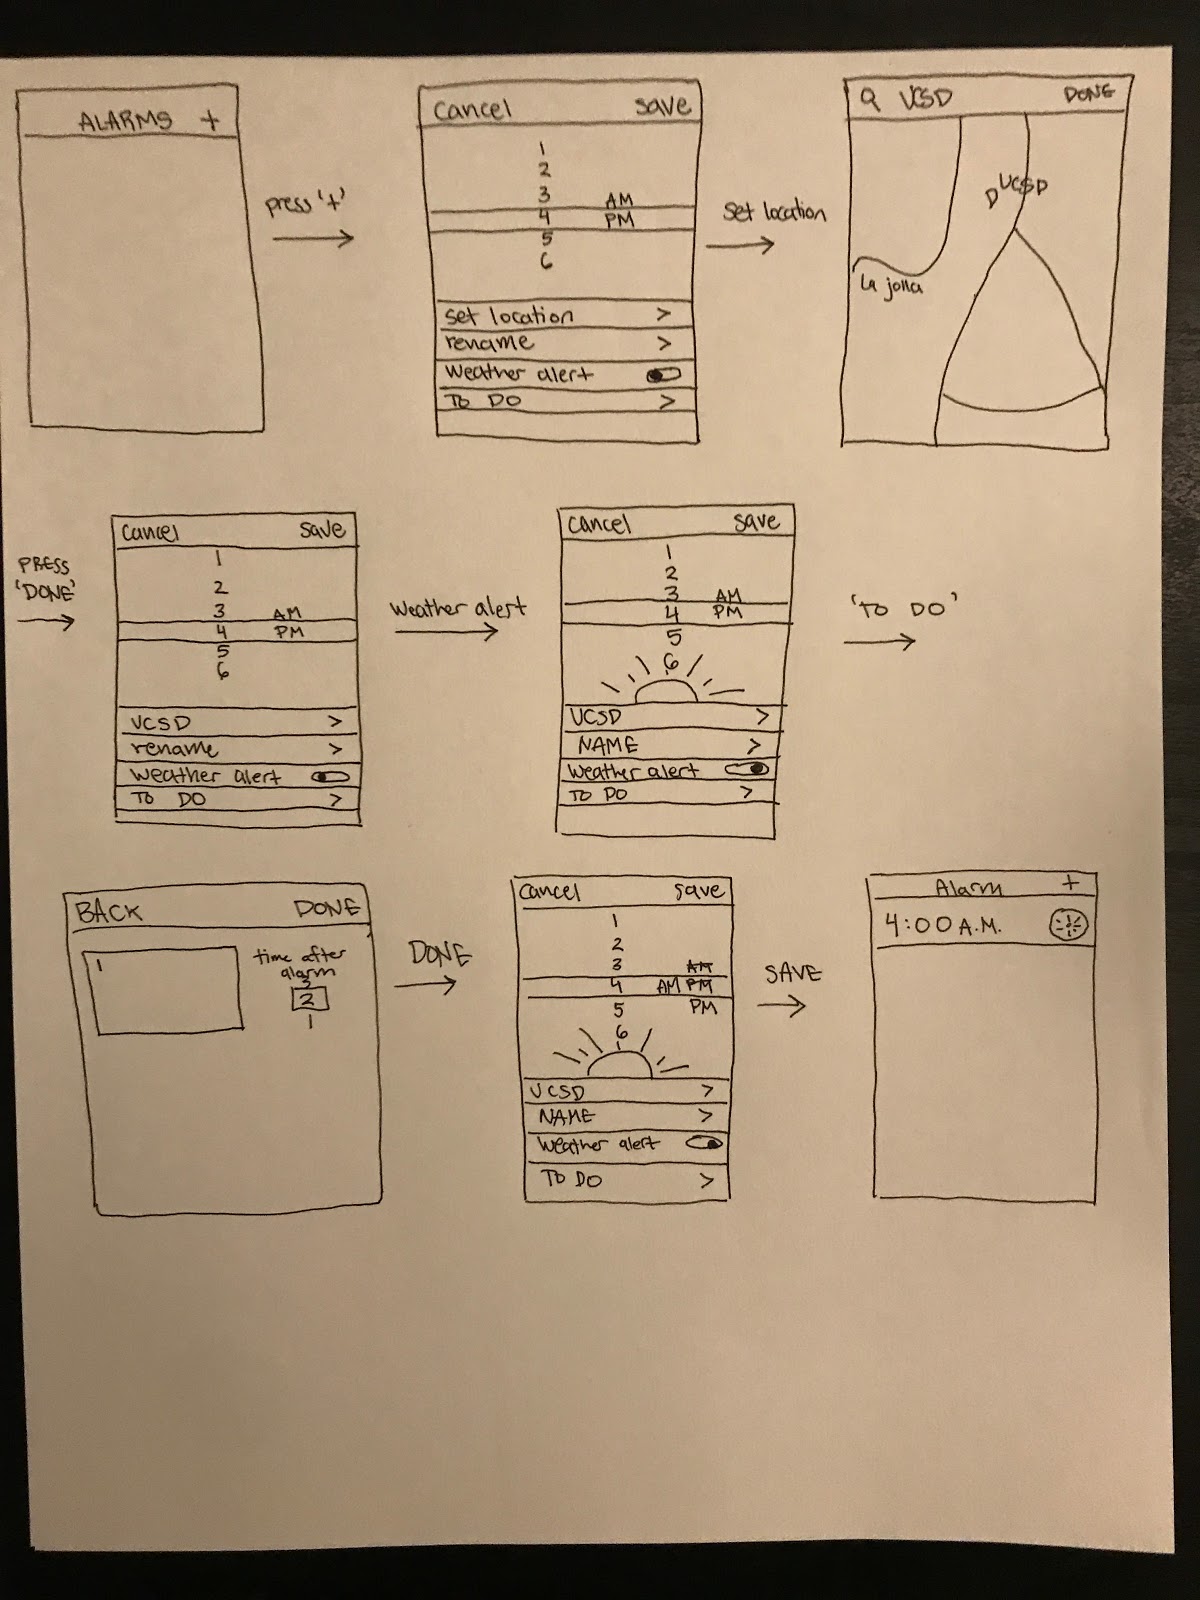 ALARMS +
press '+'
Cancel save
1
2
3 AM
4 PM
5
6
set location >
rename >
Weather alert
TO DO >
set location
UCSD DONE
UCSD
La jolla
PRESS
'DONE'
Cancel save
1
2
3 AM
4 PM
5
6
UCSD >
rename >
Weather alert
TO DO >
Weather alert
Cancel save
1
2
3 AM
4 PM
5
6
UCSD >
NAME >
Weather alert
TO DO >
'TO DO'
BACK DONE
1
time after
alarm
3
2
1
DONE
Cancel save
1
2
3 AM
4 AM PM
5 PM
6
UCSD >
NAME >
Weather alert
TO DO >
SAVE
Alarm +
4:00 A.M.